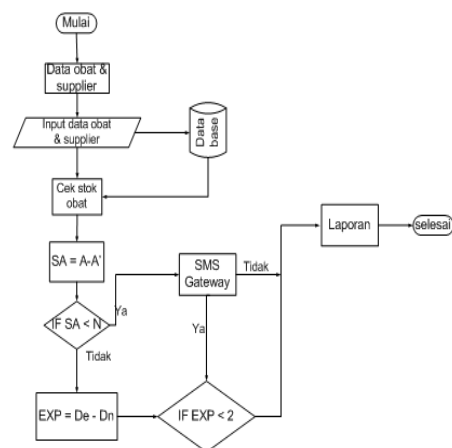 Mulai
Data obat &
supplier
Input data obat
& supplier
Data
base
Cek stok
obat
SA = A-A'
IF SA < N
Ya
Tidak
SMS
Gateway
Tidak
Ya
EXP = De - Dn
IF EXP < 2
Laporan
selesai